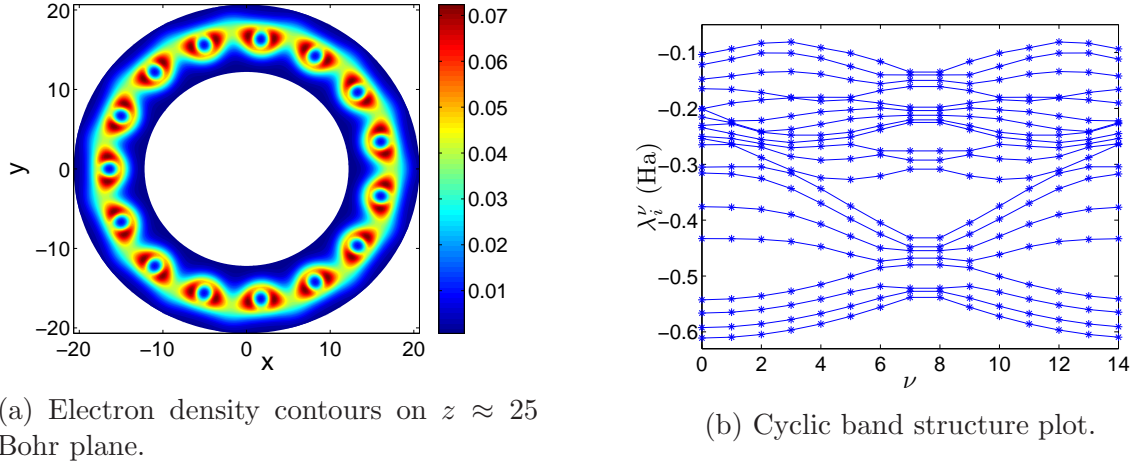 20
10
0
−10
−20
y
−20
−10
0
10
20
x
0.07
0.06
0.05
0.04
0.03
0.02
0.01
(a) Electron density contours on z ≈ 25
Bohr plane.
−0.1
−0.2
−0.3
−0.4
−0.5
−0.6
λᵢ^ν (Ha)
0 2 4 6 8 10 12 14
ν
(b) Cyclic band structure plot.